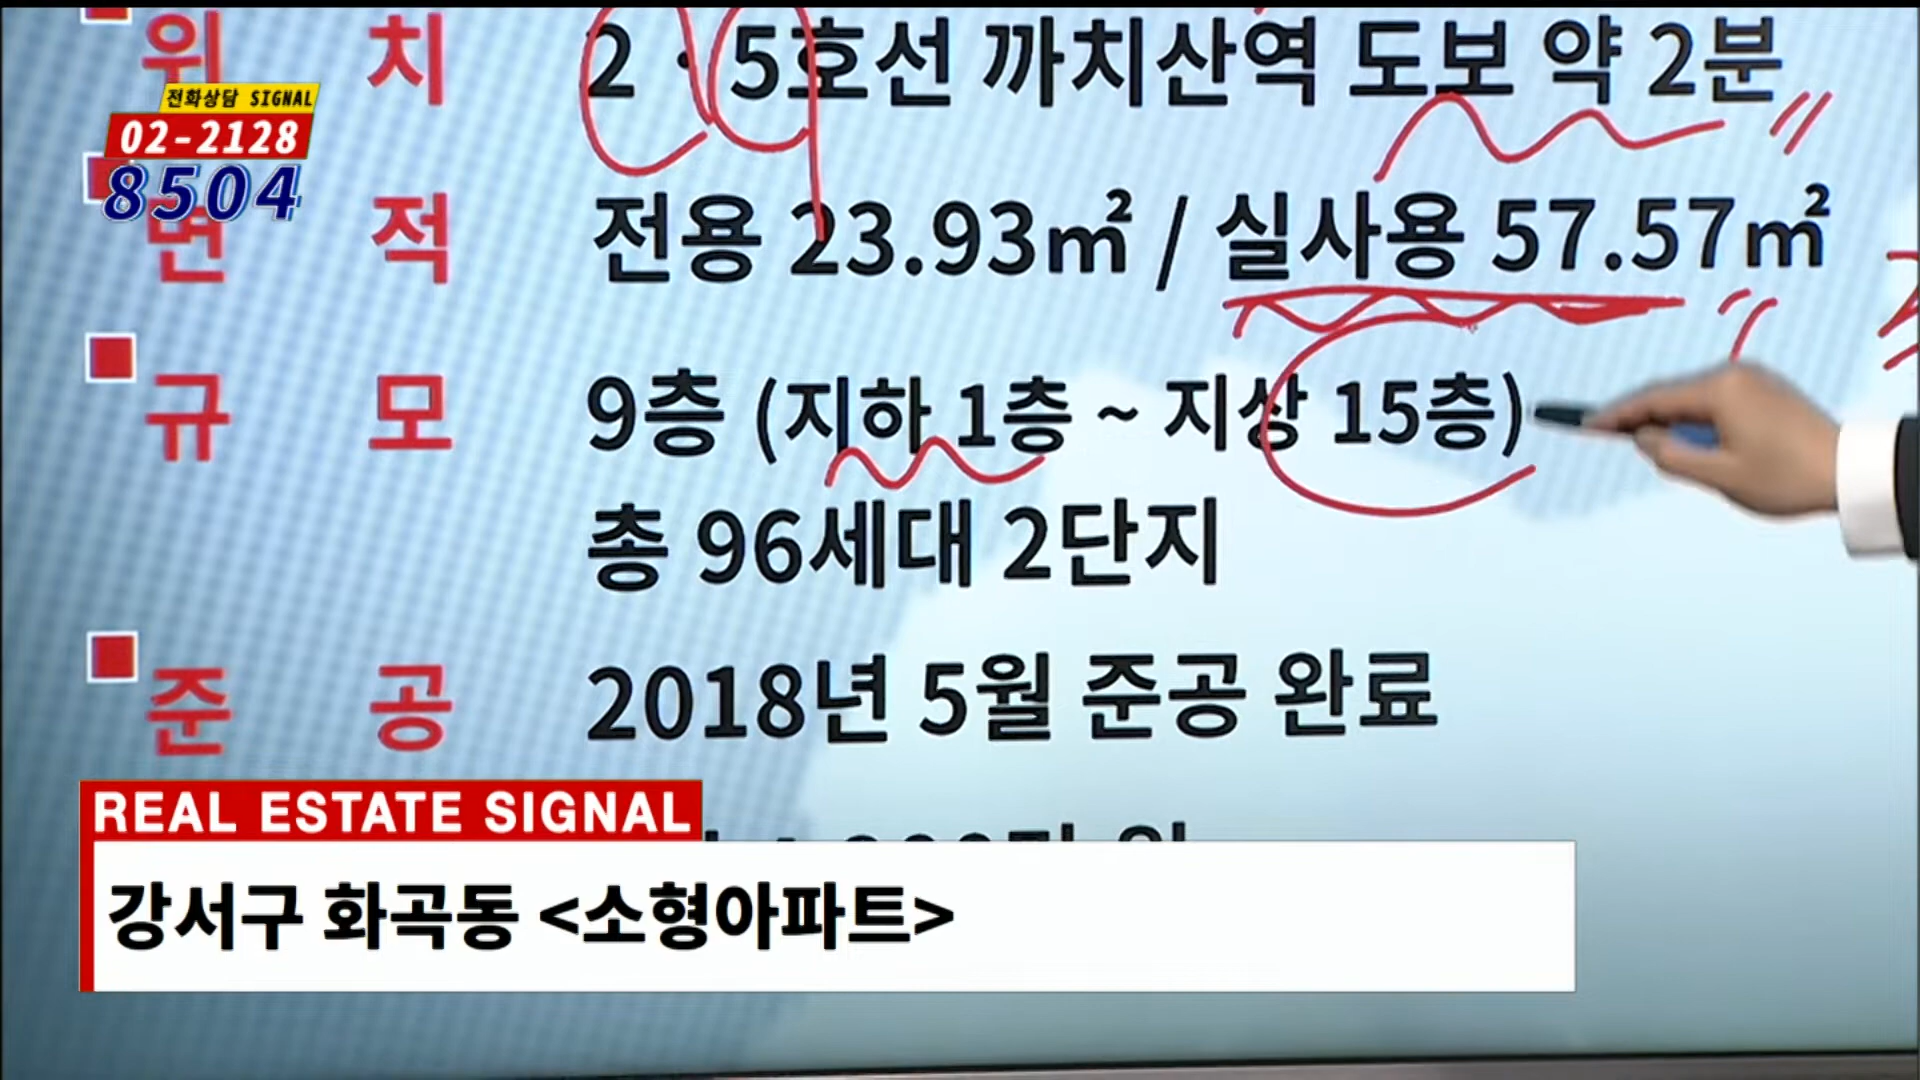 위 치 2·5호선 까치산역 도보 약 2분
전화상담 SIGNAL
02-2128
8504
면 적 전용 23.93㎡ / 실사용 57.57㎡
규 모 9층 (지하 1층 ~ 지상 15층)
총 96세대 2단지
준 공 2018년 5월 준공 완료
REAL ESTATE SIGNAL
강서구 화곡동 <소형아파트>